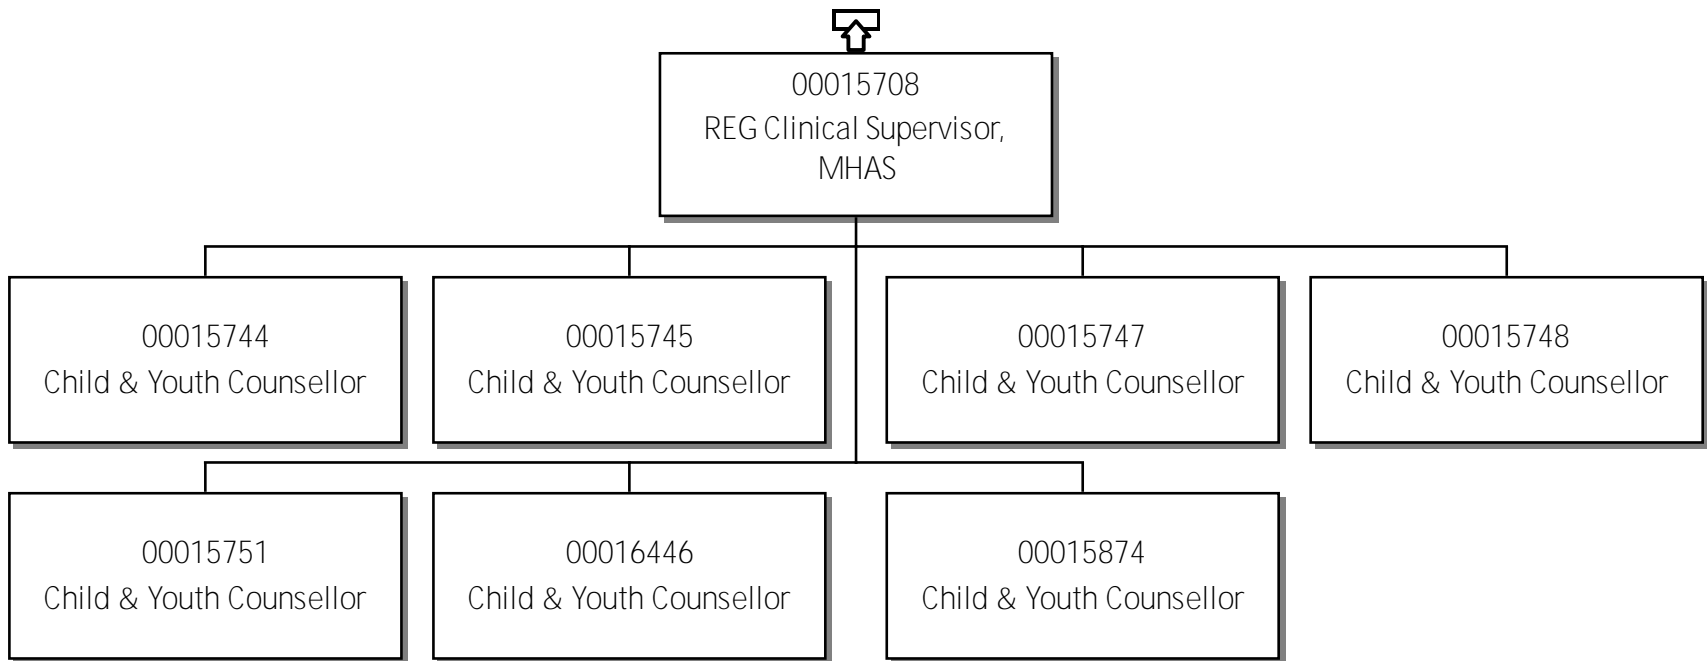 00015708
REG Clinical Supervisor,
MHAS
00015744
Child & Youth Counsellor
00015745
Child & Youth Counsellor
00015747
Child & Youth Counsellor
00015748
Child & Youth Counsellor
00015751
Child & Youth Counsellor
00016446
Child & Youth Counsellor
00015874
Child & Youth Counsellor